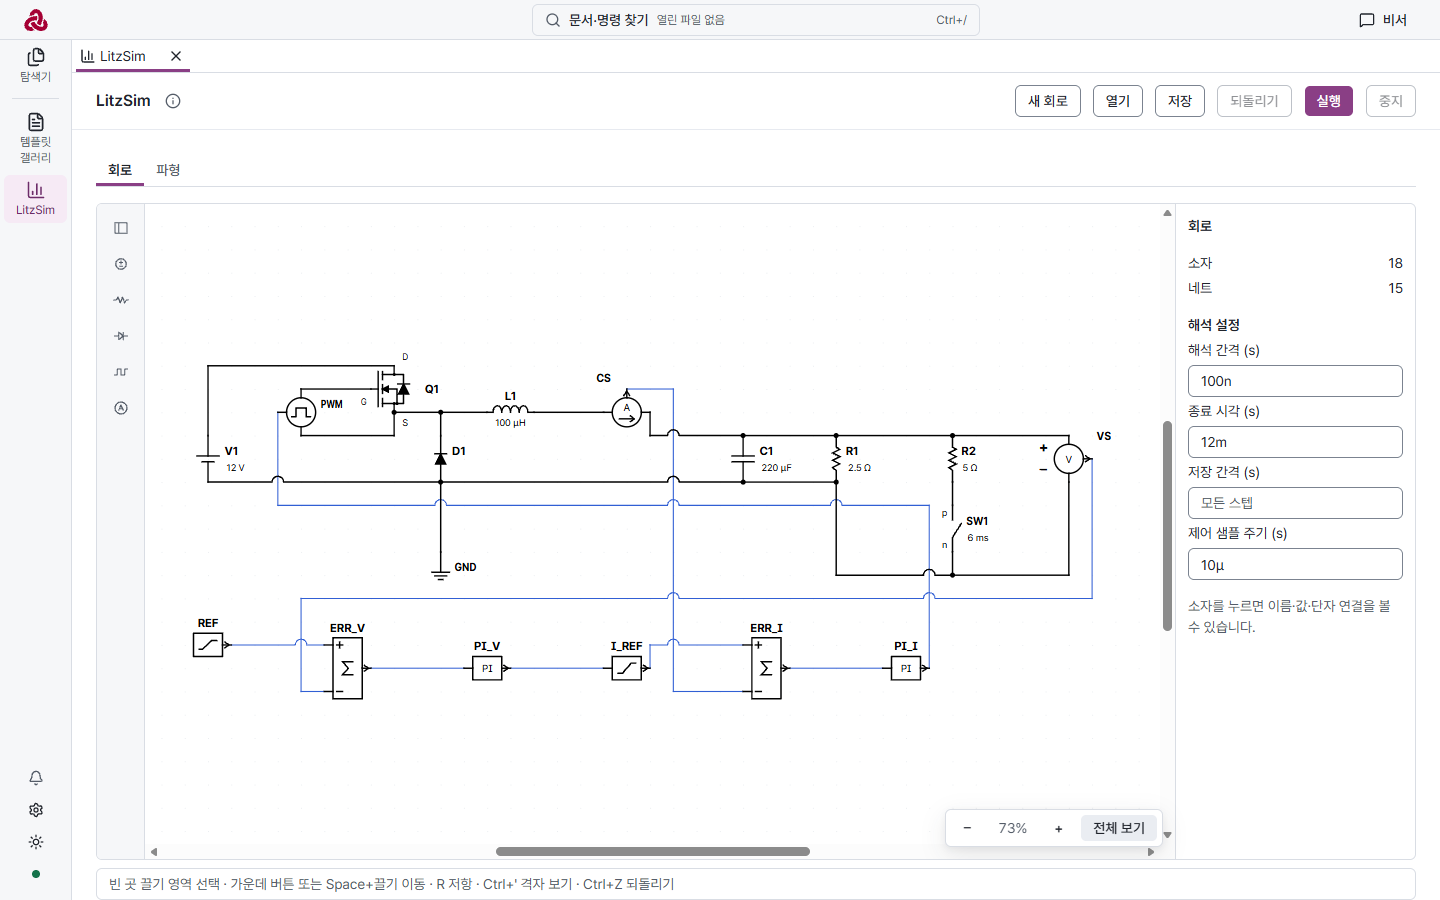 문서·명령 찾기 열린 파일 없음 Ctrl+/
비서
탐색기
템플릿
갤러리
LitzSim
LitzSim
LitzSim
새 회로 열기 저장 되돌리기 실행 중지
회로 파형
D
Q1
G
S
PWM
V1
12 V
D1
L1
100 µH
CS
A
C1
220 µF
R1
2.5 Ω
R2
5 Ω
VS
+
V
−
p
SW1
6 ms
n
GND
REF
ERR_V
+
Σ
−
PI_V
PI
I_REF
ERR_I
+
Σ
−
PI_I
PI
− 73% + 전체 보기
회로
소자 18
네트 15
해석 설정
해석 간격 (s)
100n
종료 시각 (s)
12m
저장 간격 (s)
모든 스텝
제어 샘플 주기 (s)
10µ
소자를 누르면 이름·값·단자 연결을 볼
수 있습니다.
빈 곳 끌기 영역 선택 · 가운데 버튼 또는 Space+끌기 이동 · R 저항 · Ctrl+' 격자 보기 · Ctrl+Z 되돌리기